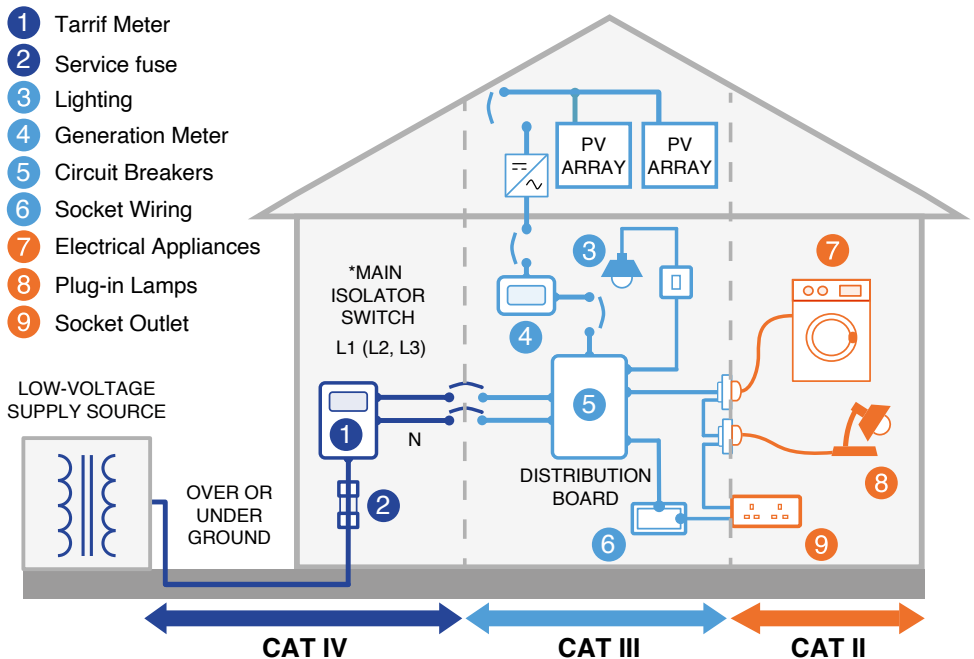 1 Tarrif Meter
2 Service fuse
3 Lighting
4 Generation Meter
5 Circuit Breakers
6 Socket Wiring
7 Electrical Appliances
8 Plug-in Lamps
9 Socket Outlet
PV
ARRAY
PV
ARRAY
*MAIN
ISOLATOR
SWITCH
L1 (L2, L3)
3
7
4
LOW-VOLTAGE
SUPPLY SOURCE
1
N
5
8
OVER OR
UNDER
GROUND
2
DISTRIBUTION
BOARD
6
9
CAT IV
CAT III
CAT II